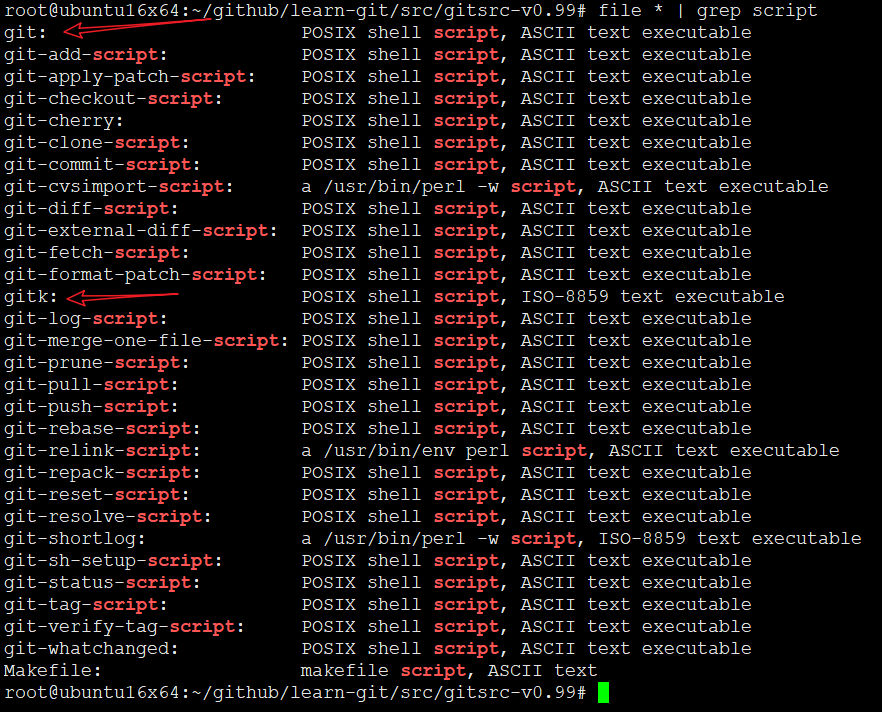 root@ubuntu16x64:~/github/learn-git/src/gitsrc-v0.99# file * | grep script
git:                       POSIX shell script, ASCII text executable
git-add-script:            POSIX shell script, ASCII text executable
git-apply-patch-script:    POSIX shell script, ASCII text executable
git-checkout-script:       POSIX shell script, ASCII text executable
git-cherry:                POSIX shell script, ASCII text executable
git-clone-script:          POSIX shell script, ASCII text executable
git-commit-script:         POSIX shell script, ASCII text executable
git-cvsimport-script:      a /usr/bin/perl -w script, ASCII text executable
git-diff-script:           POSIX shell script, ASCII text executable
git-external-diff-script:  POSIX shell script, ASCII text executable
git-fetch-script:          POSIX shell script, ASCII text executable
git-format-patch-script:   POSIX shell script, ASCII text executable
gitk:                      POSIX shell script, ISO-8859 text executable
git-log-script:            POSIX shell script, ASCII text executable
git-merge-one-file-script: POSIX shell script, ASCII text executable
git-prune-script:          POSIX shell script, ASCII text executable
git-pull-script:           POSIX shell script, ASCII text executable
git-push-script:           POSIX shell script, ASCII text executable
git-rebase-script:         POSIX shell script, ASCII text executable
git-relink-script:         a /usr/bin/env perl script, ASCII text executable
git-repack-script:         POSIX shell script, ASCII text executable
git-reset-script:          POSIX shell script, ASCII text executable
git-resolve-script:        POSIX shell script, ASCII text executable
git-shortlog:              a /usr/bin/perl -w script, ISO-8859 text executable
git-sh-setup-script:       POSIX shell script, ASCII text executable
git-status-script:         POSIX shell script, ASCII text executable
git-tag-script:            POSIX shell script, ASCII text executable
git-verify-tag-script:     POSIX shell script, ASCII text executable
git-whatchanged:           POSIX shell script, ASCII text executable
Makefile:                  makefile script, ASCII text
root@ubuntu16x64:~/github/learn-git/src/gitsrc-v0.99#